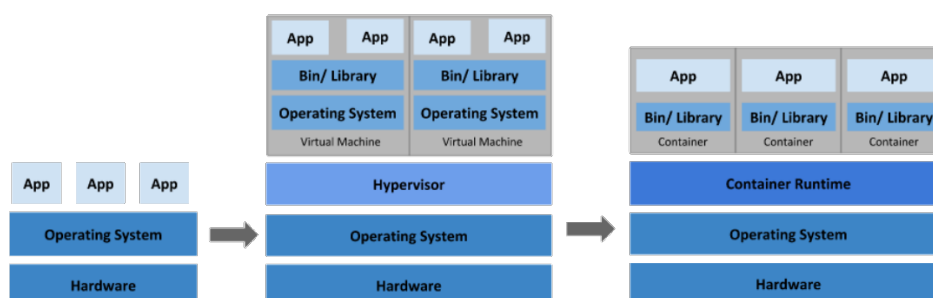 App App App
Operating System
Hardware
App App App App
Bin/ Library Bin/ Library
Operating System Operating System
Virtual Machine Virtual Machine
Hypervisor
Operating System
Hardware
App App App
Bin/ Library Bin/ Library Bin/ Library
Container Container Container
Container Runtime
Operating System
Hardware